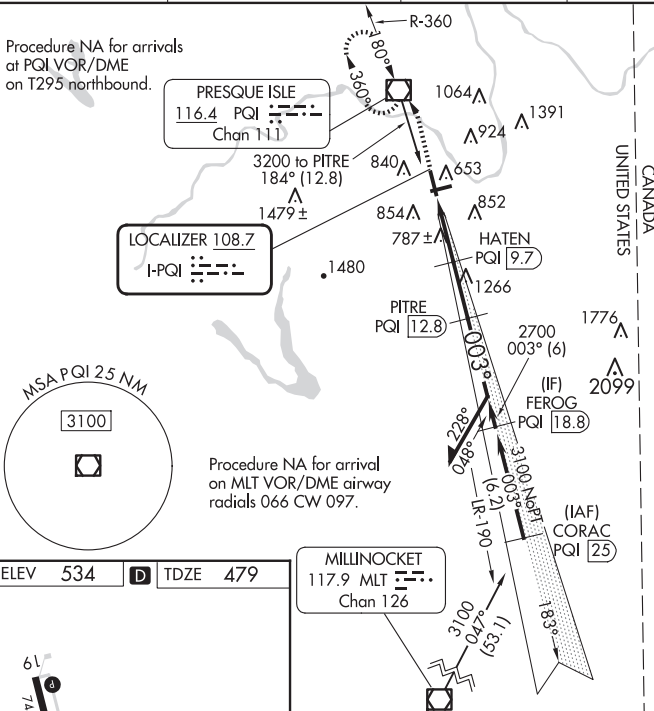 R-360
180°
360°
Procedure NA for arrivals
at PQI VOR/DME
on T295 northbound.
PRESQUE ISLE
116.4 PQI
Chan 111
1064
1391
924
3200 to PITRE
184° (12.8)
840
653
1479 ±
854
852
787 ±
CANADA
UNITED STATES
LOCALIZER 108.7
I-PQI
HATEN
PQI 9.7
1480
1266
PITRE
PQI 12.8
003°
2700
003° (6)
1776
2099
(IF)
FEROG
PQI 18.8
MSA PQI 25 NM
3100
228°
048°
3100 NoPT
003°
(6.2)
LR-190
Procedure NA for arrival
on MLT VOR/DME airway
radials 066 CW 097.
(IAF)
CORAC
PQI 25
183°
MILLINOCKET
117.9 MLT
Chan 126
3100
047°
(53.1)
ELEV 534 D TDZE 479
19
P